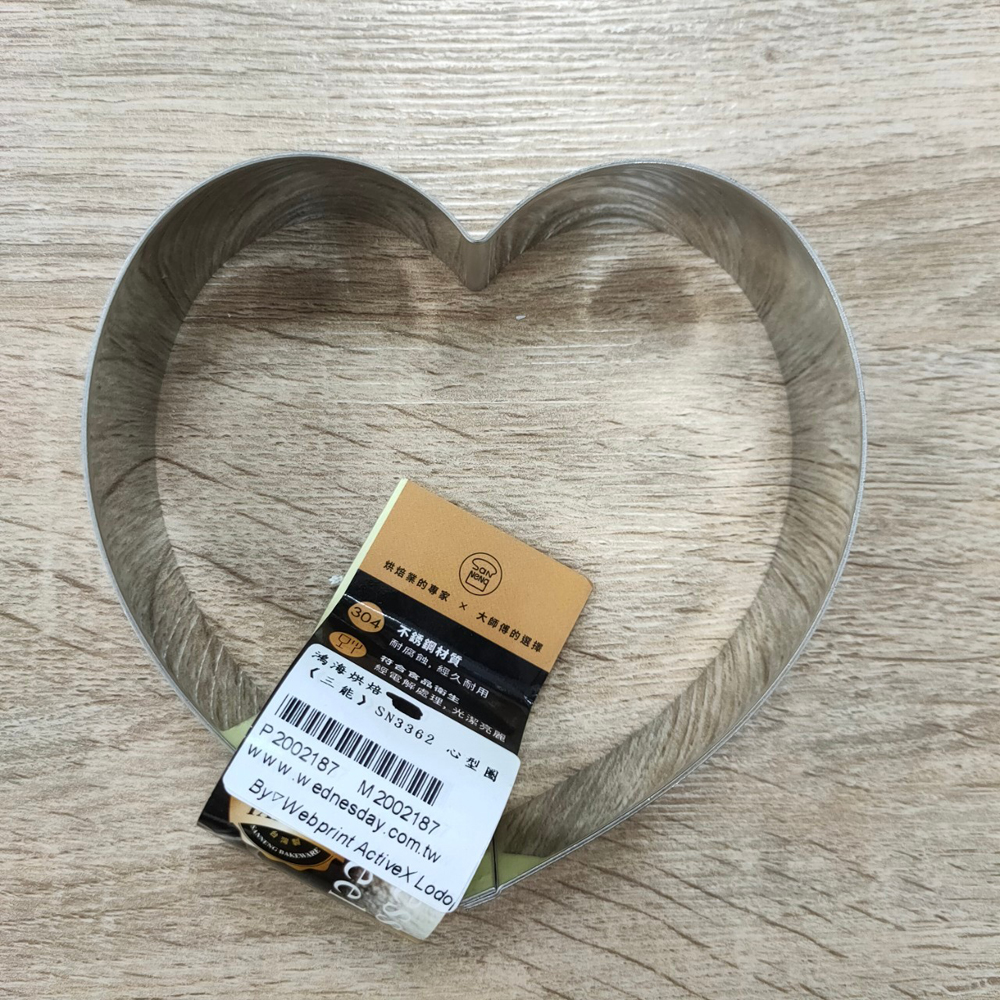 SAN
NENG
烘焙業的專家 × 大師傅的選擇
304
不銹鋼材質
耐腐蝕, 經久耐用
符合食品衛生
經電解處理, 光潔亮麗
鴻海烘焙
(三能) SN3362 心型圈
P2002187 M2002187
www.wednesday.com.tw
By♡Webprint ActiveX Lodop
SANNENG BAKEWARE